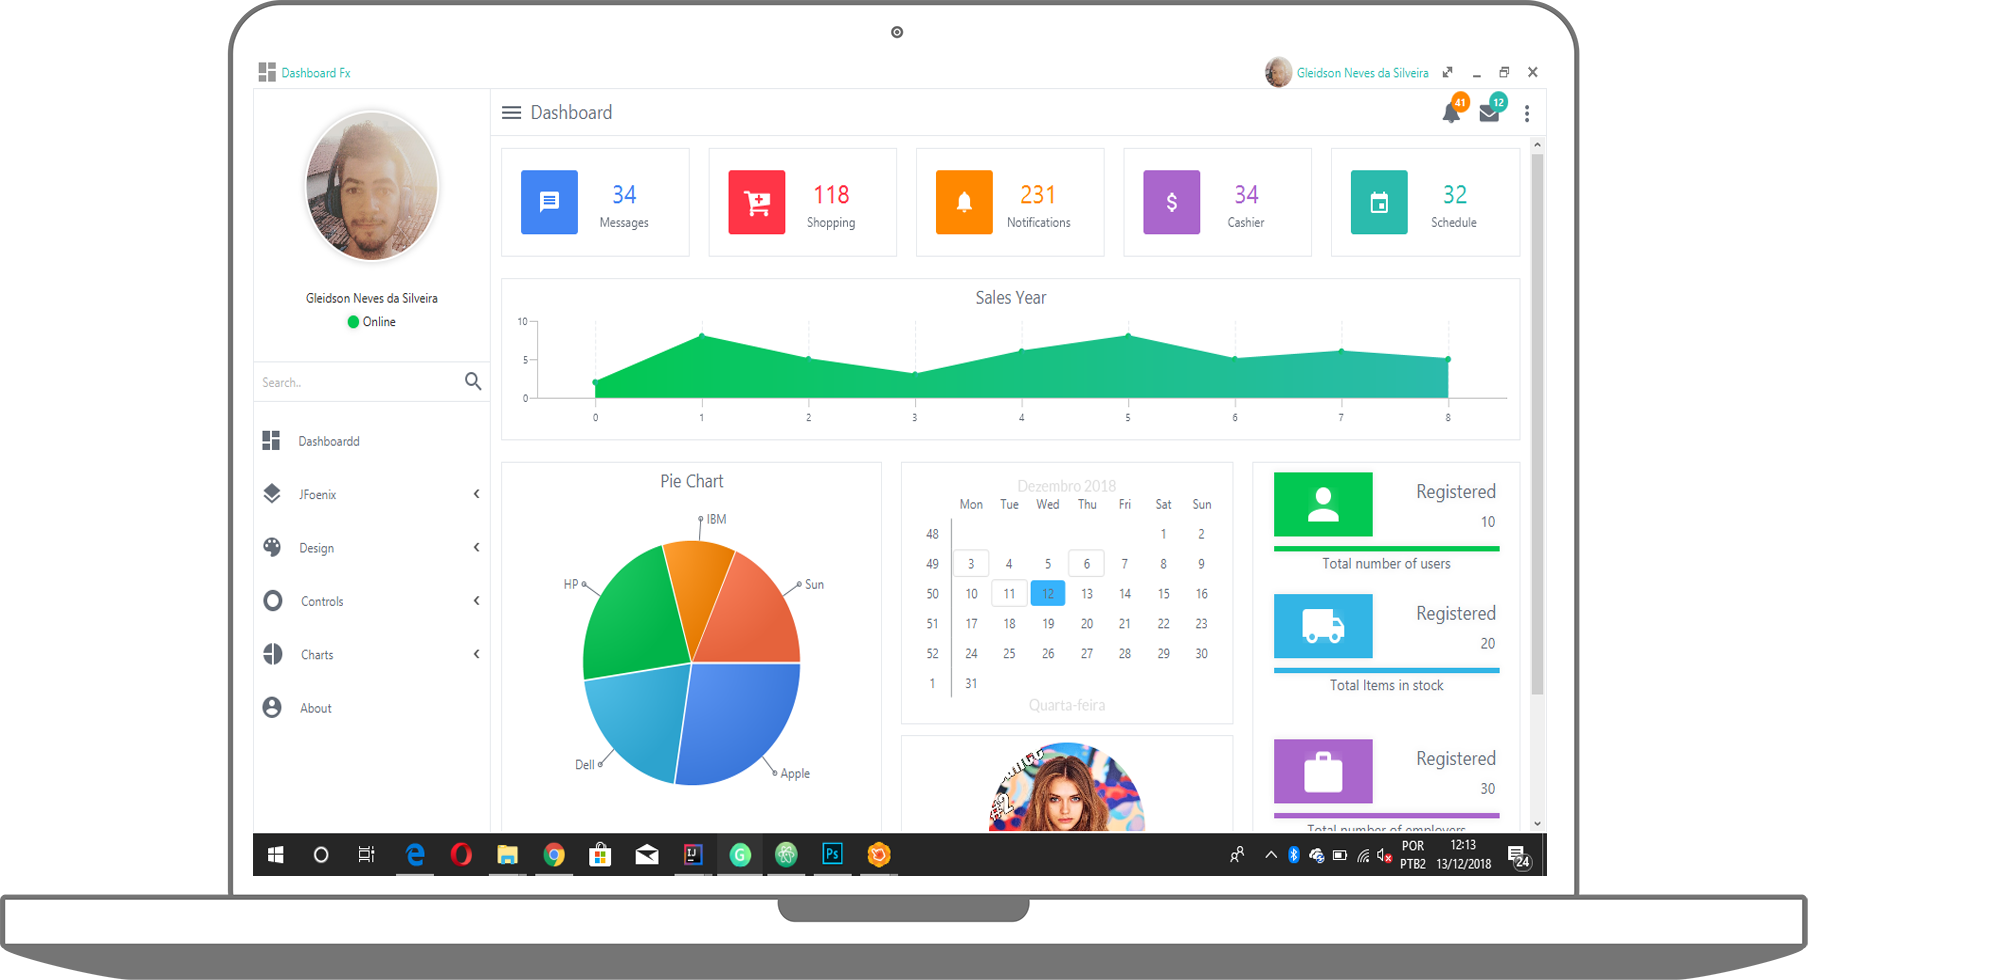 Dashboard Fx
Gleidson Neves da Silveira
Dashboard
41
12
Gleidson Neves da Silveira
Online
Search..
Dashboardd
JFoenix
Design
Controls
Charts
About
34
Messages
118
Shopping
231
Notifications
34
Cashier
32
Schedule
Sales Year
10
5
0
0 1 2 3 4 5 6 7 8
Pie Chart
IBM
HP
Sun
Dell
Apple
Dezembro 2018
Mon Tue Wed Thu Fri Sat Sun
48 1 2
49 3 4 5 6 7 8 9
50 10 11 12 13 14 15 16
51 17 18 19 20 21 22 23
52 24 25 26 27 28 29 30
1 31
Quarta-feira
#2
Registered
10
Total number of users
Registered
20
Total Items in stock
Registered
30
Total number of employers
IJ
G
Ps
POR
PTB2
12:13
13/12/2018
24